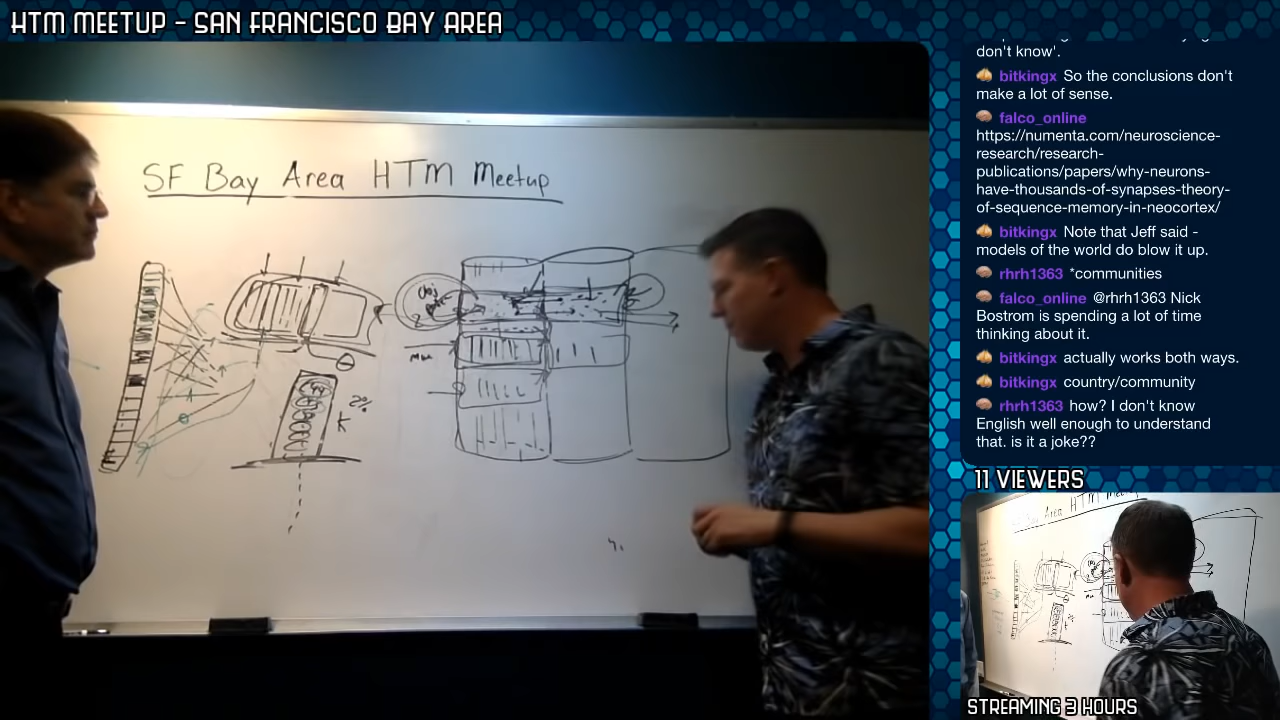 HTM MEETUP - SAN FRANCISCO BAY AREA
SF Bay Area HTM Meetup
2%
K
don't know'.
bitkingx So the conclusions don't
make a lot of sense.
falco_online
https://numenta.com/neuroscience-
research/research-
publications/papers/why-neurons-
have-thousands-of-synapses-theory-
of-sequence-memory-in-neocortex/
bitkingx Note that Jeff said -
models of the world do blow it up.
rhrh1363 *communities
falco_online @rhrh1363 Nick
Bostrom is spending a lot of time
thinking about it.
bitkingx actually works both ways.
bitkingx country/community
rhrh1363 how? I don't know
English well enough to understand
that. is it a joke??
11 VIEWERS
SF Bay Area HTM
STREAMING 3 HOURS